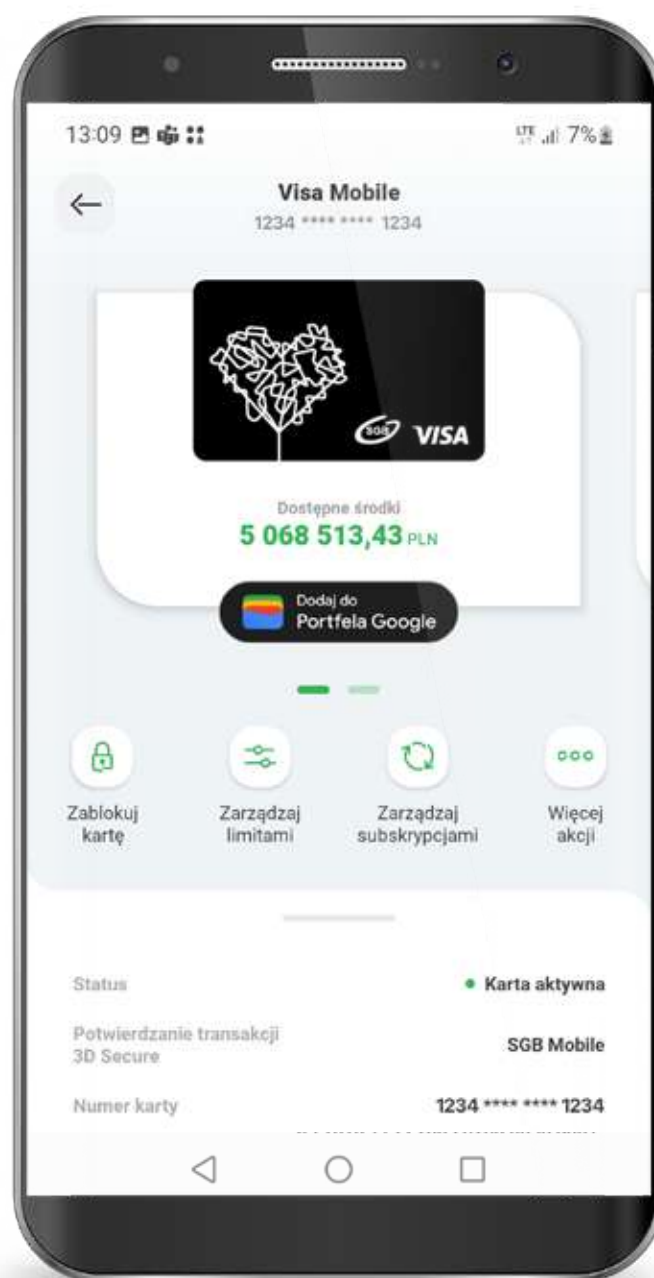 13:09
LTE
7%
Visa Mobile
1234 **** **** 1234
SGB VISA
Dostępne środki
5 068 513,43 PLN
Dodaj do
Portfela Google
Zablokuj
kartę
Zarządzaj
limitami
Zarządzaj
subskrypcjami
Więcej
akcji
Status
Karta aktywna
Potwierdzanie transakcji
3D Secure
SGB Mobile
Numer karty
1234 **** **** 1234